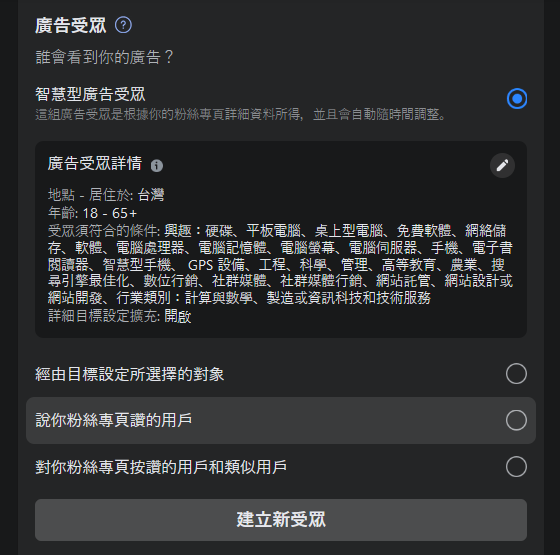 廣告受眾 ?
誰會看到你的廣告？
智慧型廣告受眾
這組廣告受眾是根據你的粉絲專頁詳細資料所得，並且會自動隨時間調整。
廣告受眾詳情
地點 - 居住於: 台灣
年齡: 18 - 65+
受眾須符合的條件: 興趣：硬碟、平板電腦、桌上型電腦、免費軟體、網絡儲
存、軟體、電腦處理器、電腦記憶體、電腦螢幕、電腦伺服器、手機、電子書
閱讀器、智慧型手機、 GPS 設備、工程、科學、管理、高等教育、農業、搜
尋引擎最佳化、數位行銷、社群媒體、社群媒體行銷、網站託管、網站設計或
網站開發、行業類別：計算與數學、製造或資訊科技和技術服務
詳細目標設定擴充: 開啟
經由目標設定所選擇的對象
說你粉絲專頁讚的用戶
對你粉絲專頁按讚的用戶和類似用戶
建立新受眾